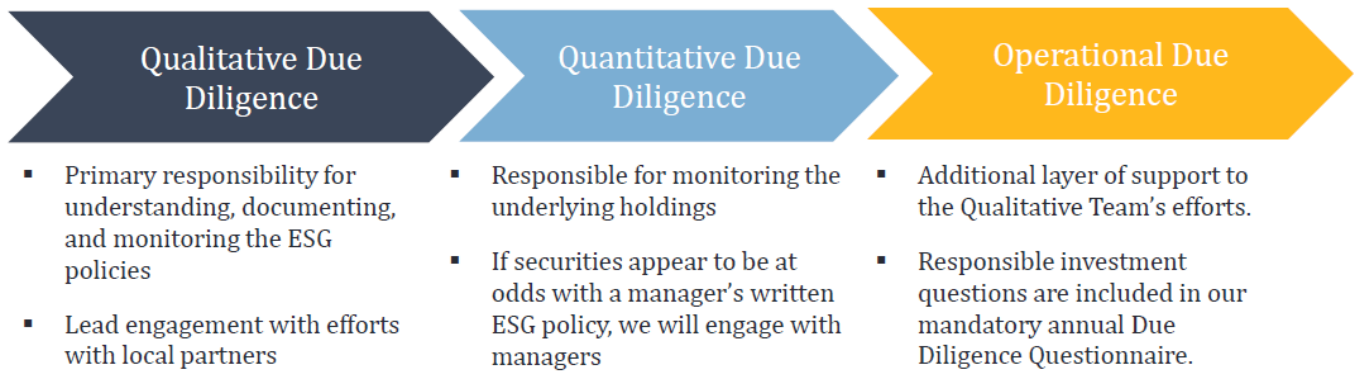 Qualitative Due
Diligence
▪ Primary responsibility for
understanding, documenting,
and monitoring the ESG
policies
▪ Lead engagement with efforts
with local partners
Quantitative Due
Diligence
▪ Responsible for monitoring the
underlying holdings
▪ If securities appear to be at
odds with a manager's written
ESG policy, we will engage with
managers
Operational Due
Diligence
▪ Additional layer of support to
the Qualitative Team's efforts.
▪ Responsible investment
questions are included in our
mandatory annual Due
Diligence Questionnaire.